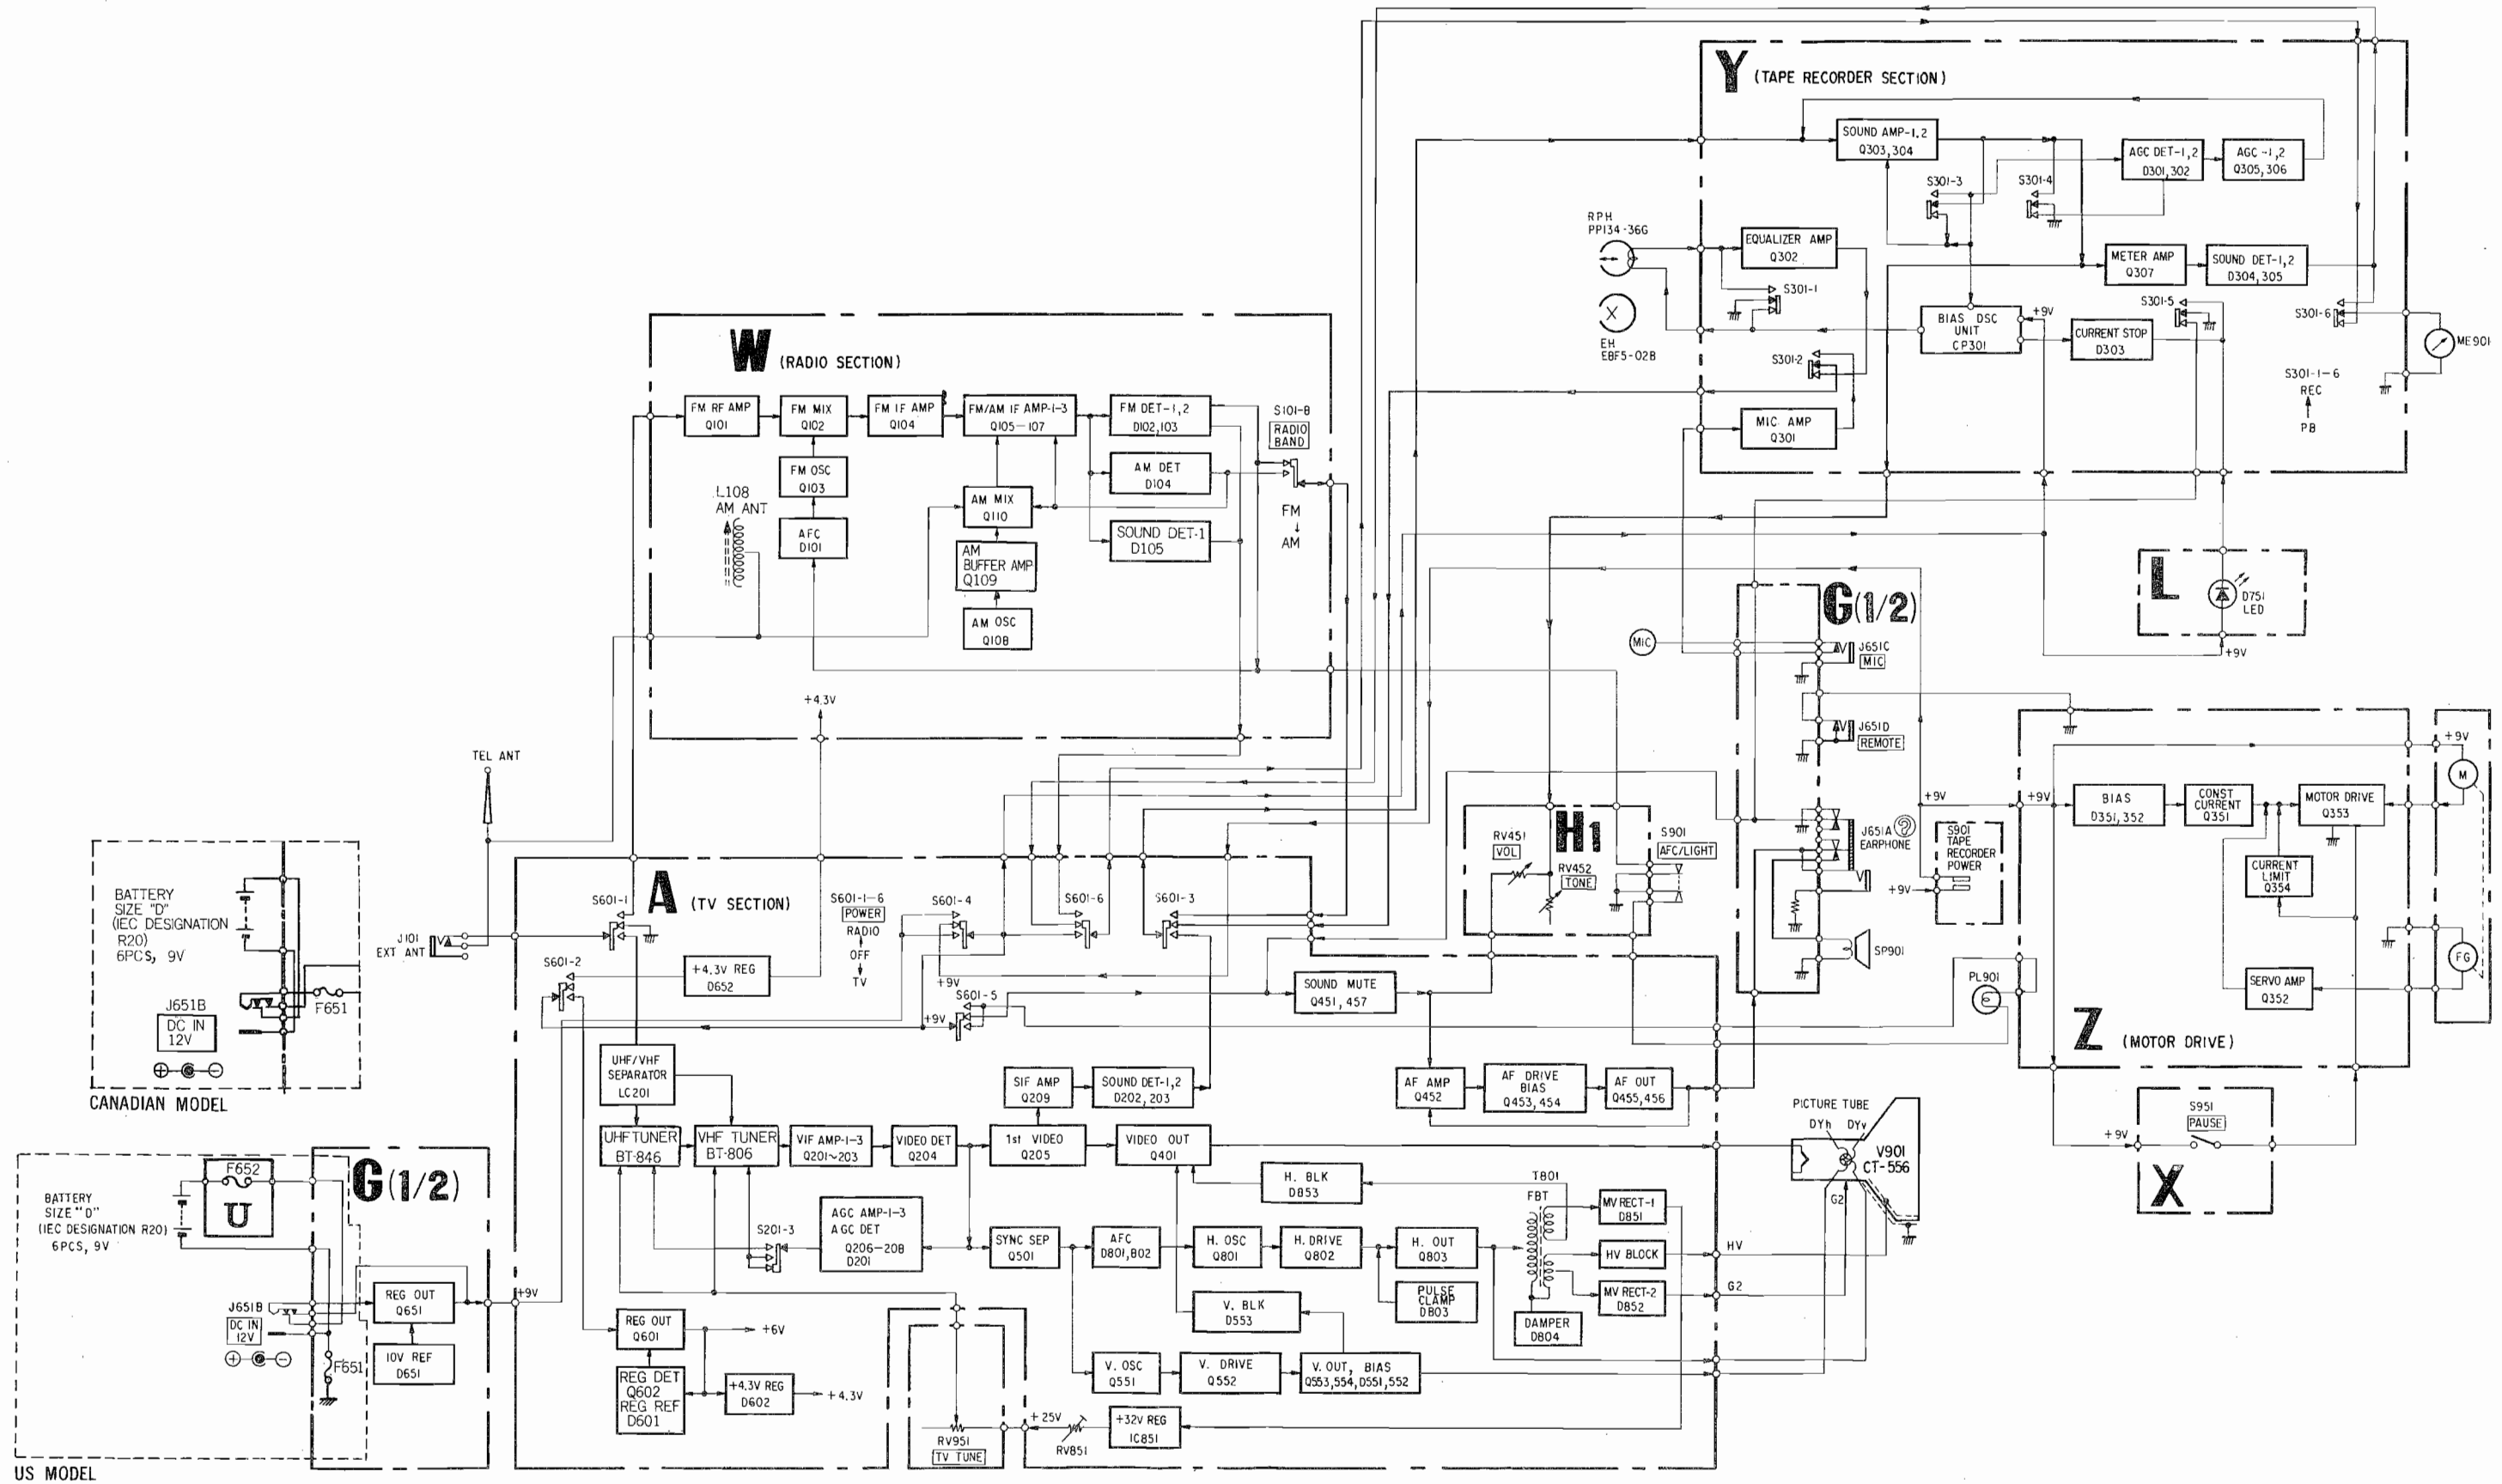 Y (TAPE RECORDER SECTION)
SOUND AMP-1,2
Q303,304
AGC DET-1,2
D301,302
AGC -1,2
Q305,306
S301-3
S301-4
RPH
PP134-36G
EQUALIZER AMP
Q302
METER AMP
Q307
SOUND DET-1,2
D304,305
S301-1
S301-5
S301-6
EH
EBF5-02B
BIAS OSC
UNIT
CP301
+9V
CURRENT STOP
D303
ME901
S301-2
S301-1-6
REC
PB
MIC AMP
Q301
W (RADIO SECTION)
FM RF AMP
Q101
FM MIX
Q102
FM IF AMP
Q104
FM/AM IF AMP-1-3
Q105-107
FM DET-1,2
D102,103
S101-8
RADIO
BAND
FM OSC
Q103
AM DET
D104
L108
AM ANT
AM MIX
Q110
FM
AM
AFC
D101
SOUND DET-1
D105
AM
BUFFER AMP
Q109
AM OSC
Q108
+4.3V
L
D751
LED
+9V
G(1/2)
MIC
J651C
MIC
J651D
REMOTE
J651A
EARPHONE
SP901
+9V
S901
TAPE
RECORDER
POWER
+9V
PL901
+9V
BIAS
D351,352
CONST
CURRENT
Q351
MOTOR DRIVE
Q353
+9V
M
CURRENT
LIMIT
Q354
FG
SERVO AMP
Q352
Z (MOTOR DRIVE)
+9V
S951
PAUSE
X
TEL ANT
BATTERY
SIZE "D"
(IEC DESIGNATION
R20)
6PCS, 9V
J651B
DC IN
12V
F651
CANADIAN MODEL
J101
EXT ANT
A (TV SECTION)
S601-1
S601-2
S601-1-6
POWER
RADIO
OFF
TV
S601-4
S601-6
S601-3
+4.3V REG
D652
+9V
S601-5
+9V
H1
RV451
VOL
RV452
TONE
S901
AFC/LIGHT
SOUND MUTE
Q451, 457
UHF/VHF
SEPARATOR
LC201
SIF AMP
Q209
SOUND DET-1,2
D202, 203
AF AMP
Q452
AF DRIVE
BIAS
Q453, 454
AF OUT
Q455, 456
UHF TUNER
BT-846
VHF TUNER
BT-806
VIF AMP-1-3
Q201~203
VIDEO DET
Q204
1st VIDEO
Q205
VIDEO OUT
Q401
PICTURE TUBE
DYh DYv
V901
CT-556
G2
H. BLK
D853
T801
FBT
MV RECT-1
D851
AGC AMP-1-3
AGC DET
Q206-208
D201
S201-3
SYNC SEP
Q501
AFC
D801,802
H. OSC
Q801
H. DRIVE
Q802
H. OUT
Q803
HV BLOCK
HV
PULSE
CLAMP
D803
MV RECT-2
D852
G2
V. BLK
D553
DAMPER
D804
REG OUT
Q601
+6V
V. OSC
Q551
V. DRIVE
Q552
V. OUT, BIAS
Q553,554,D551,552
REG DET
Q602
REG REF
D601
+4.3V REG
D602
+4.3V
RV951
TV TUNE
+25V
RV851
+32V REG
IC851
F652
U
G(1/2)
BATTERY
SIZE "D"
(IEC DESIGNATION R20)
6PCS, 9V
J651B
DC IN
12V
REG OUT
Q651
+9V
10V REF
D651
F651
US MODEL